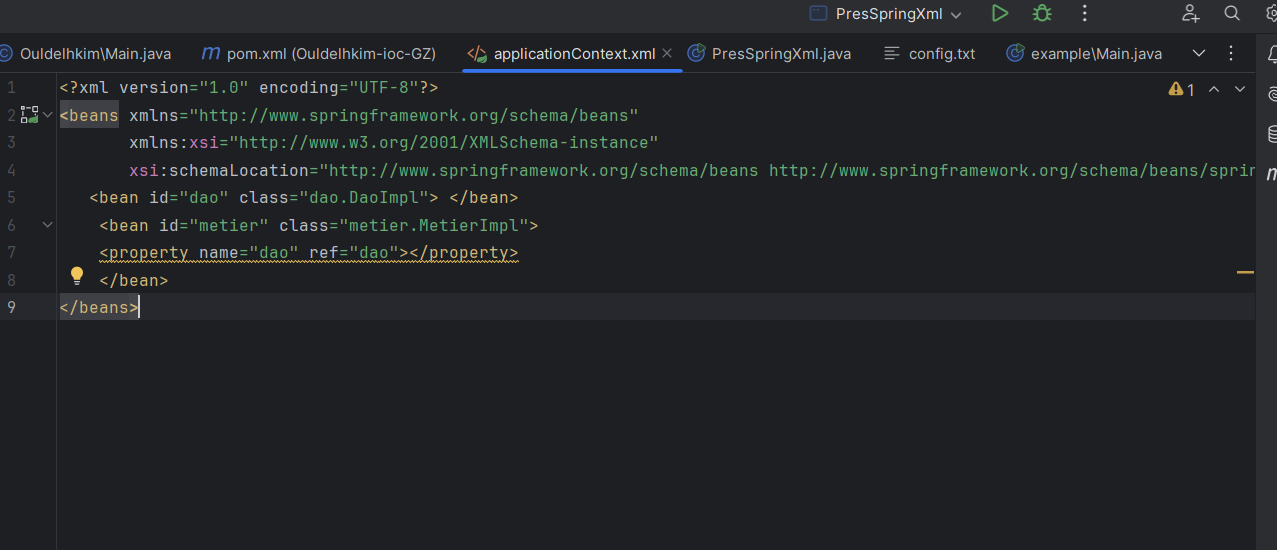 PresSpringXml
Ouldelhkim\Main.java
pom.xml (Ouldelhkim-ioc-GZ)
applicationContext.xml
PresSpringXml.java
config.txt
example\Main.java
1 <?xml version="1.0" encoding="UTF-8"?>
1
2 <beans xmlns="http://www.springframework.org/schema/beans"
3 xmlns:xsi="http://www.w3.org/2001/XMLSchema-instance"
4 xsi:schemaLocation="http://www.springframework.org/schema/beans http://www.springframework.org/schema/beans/sprin
5 <bean id="dao" class="dao.DaoImpl"> </bean>
6 <bean id="metier" class="metier.MetierImpl">
7 <property name="dao" ref="dao"></property>
8 </bean>
9 </beans>